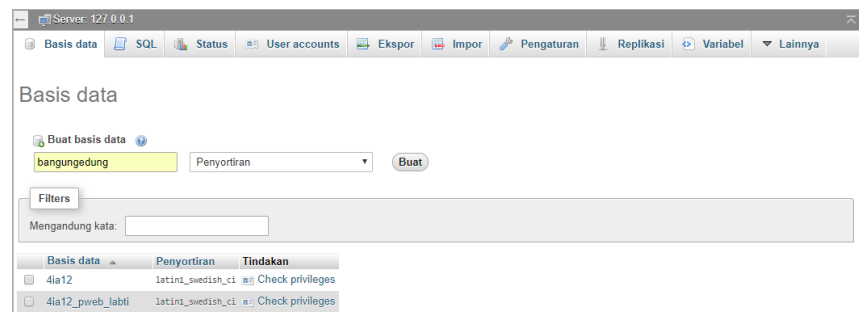 Server: 127.0.0.1
Basis data SQL Status User accounts Ekspor Impor Pengaturan Replikasi Variabel Lainnya
Basis data
Buat basis data
bangungedung Penyortiran Buat
Filters
Mengandung kata:
Basis data Penyortiran Tindakan
4ia12 latin1_swedish_ci Check privileges
4ia12_pweb_labti latin1_swedish_ci Check privileges